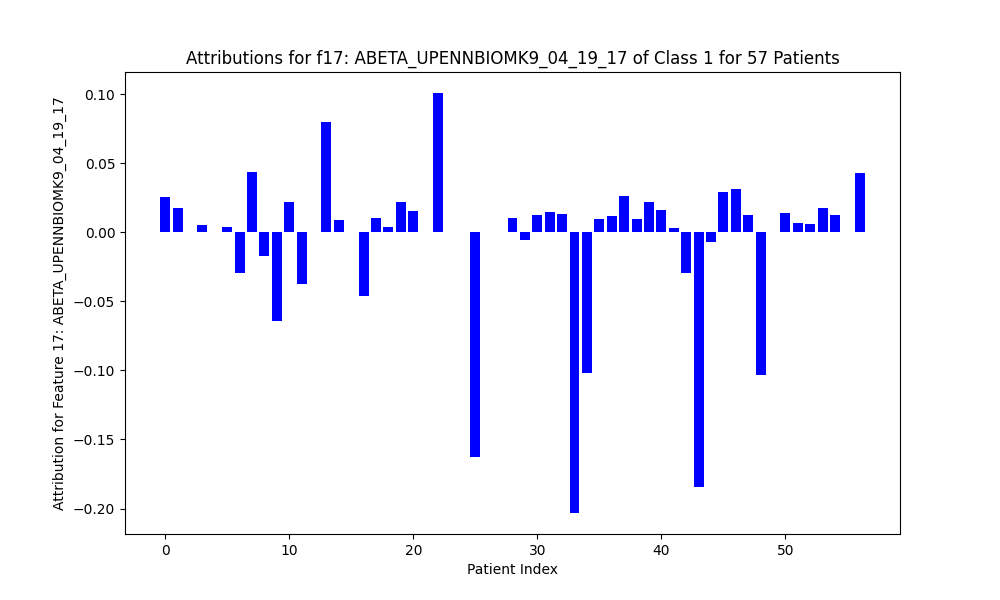 Attributions for f17: ABETA_UPENNBIOMK9_04_19_17 of Class 1 for 57 Patients
Attribution for Feature 17: ABETA_UPENNBIOMK9_04_19_17
0.10
0.05
0.00
−0.05
−0.10
−0.15
−0.20
0 10 20 30 40 50
Patient Index